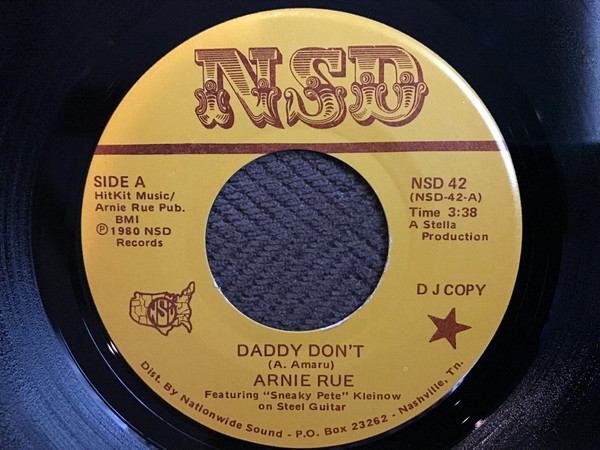 NSD
SIDE A
HitKit Music/
Arnie Rue Pub.
BMI
Ⓟ1980 NSD
Records
NSD 42
(NSD-42-A)
Time 3:38
A Stella
Production
D J COPY
NSD
DADDY DON'T
(A. Amaru)
ARNIE RUE
Featuring "Sneaky Pete" Kleinow
on Steel Guitar
Dist. By Nationwide Sound - P.O. Box 23262 - Nashville, Tn.